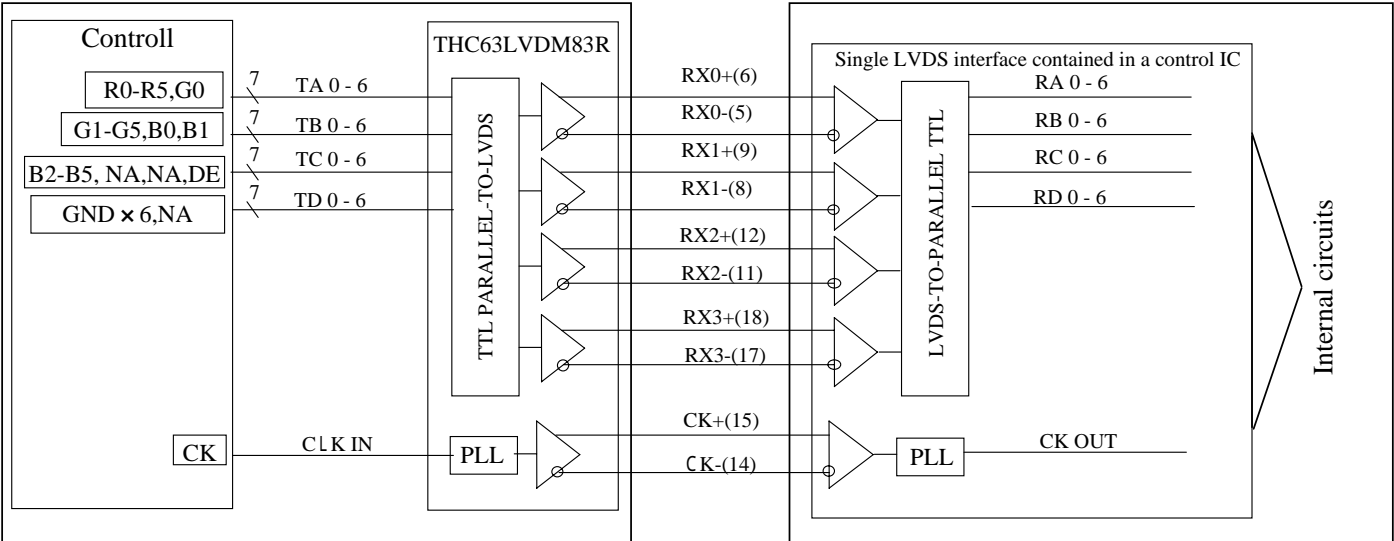 Controll
R0-R5,G0
G1-G5,B0,B1
B2-B5, NA,NA,DE
GND × 6,NA
CK
7
TA 0 - 6
7
TB 0 - 6
7
TC 0 - 6
7
TD 0 - 6
CLK IN
THC63LVDM83R
TTL PARALLEL-TO-LVDS
PLL
RX0+(6)
RX0-(5)
RX1+(9)
RX1-(8)
RX2+(12)
RX2-(11)
RX3+(18)
RX3-(17)
CK+(15)
CK-(14)
Single LVDS interface contained in a control IC
LVDS-TO-PARALLEL TTL
PLL
RA 0 - 6
RB 0 - 6
RC 0 - 6
RD 0 - 6
CK OUT
Internal circuits